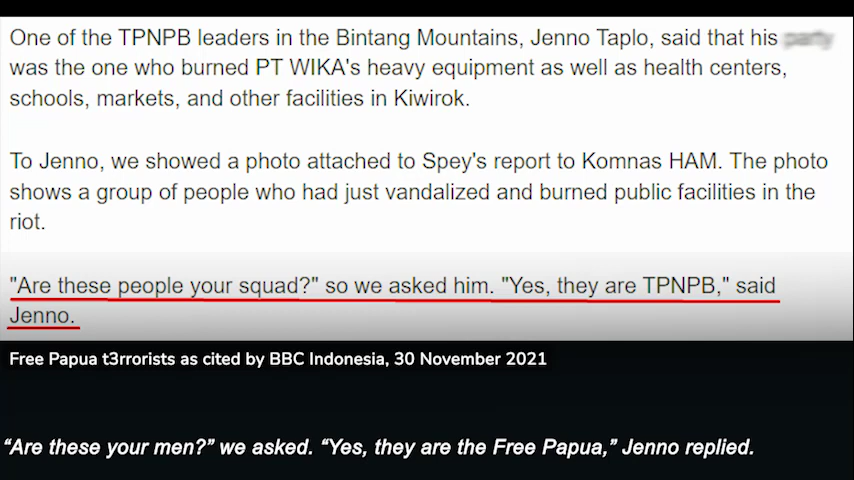 One of the TPNPB leaders in the Bintang Mountains, Jenno Taplo, said that his
was the one who burned PT WIKA's heavy equipment as well as health centers,
schools, markets, and other facilities in Kiwirok.
To Jenno, we showed a photo attached to Spey's report to Komnas HAM. The photo
shows a group of people who had just vandalized and burned public facilities in the
riot.
"Are these people your squad?" so we asked him. "Yes, they are TPNPB," said
Jenno.
Free Papua t3rrorists as cited by BBC Indonesia, 30 November 2021
“Are these your men?” we asked. “Yes, they are the Free Papua,” Jenno replied.